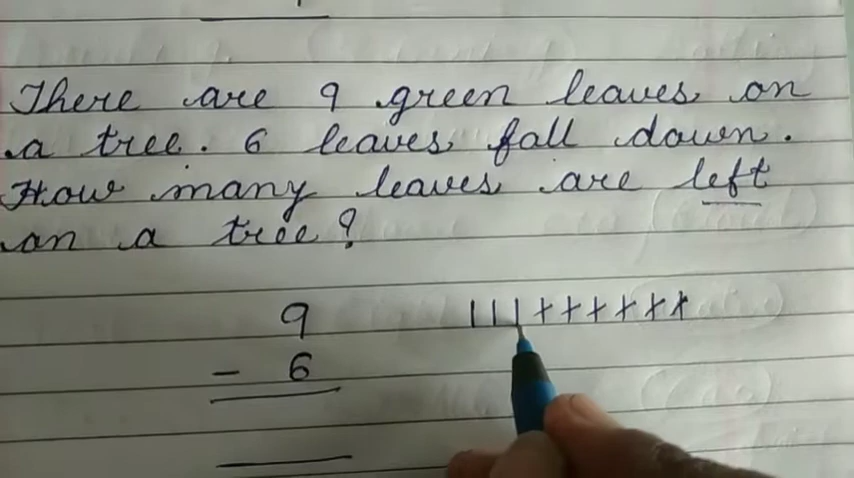 There are 9 green leaves on
a tree. 6 leaves fall down.
How many leaves are left
on a tree?
9
- 6